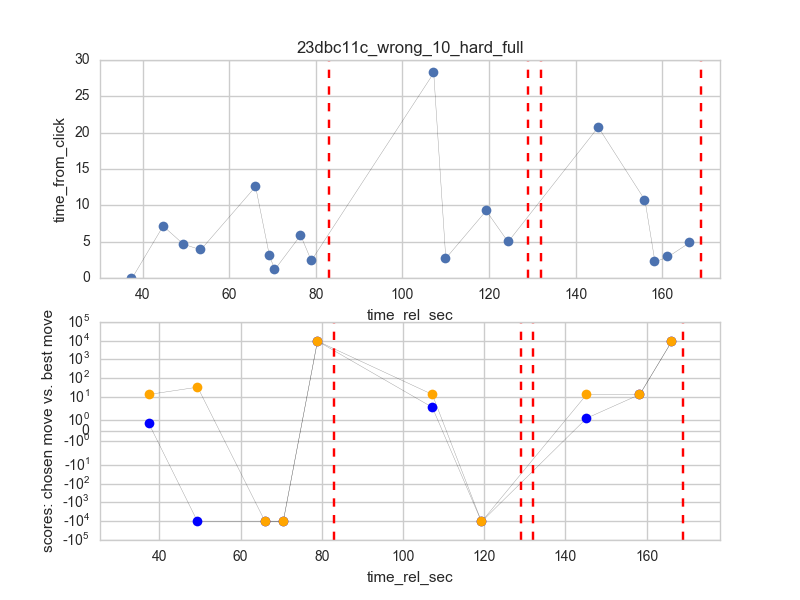 23dbc11c_wrong_10_hard_full
time_from_click
30
25
20
15
10
5
0
40 60 80 100 120 140 160
time_rel_sec
scores: chosen move vs. best move
10^5
10^4
10^3
10^2
10^1
10^0
0
-10^0
-10^1
-10^2
-10^3
-10^4
-10^5
40 60 80 100 120 140 160
time_rel_sec